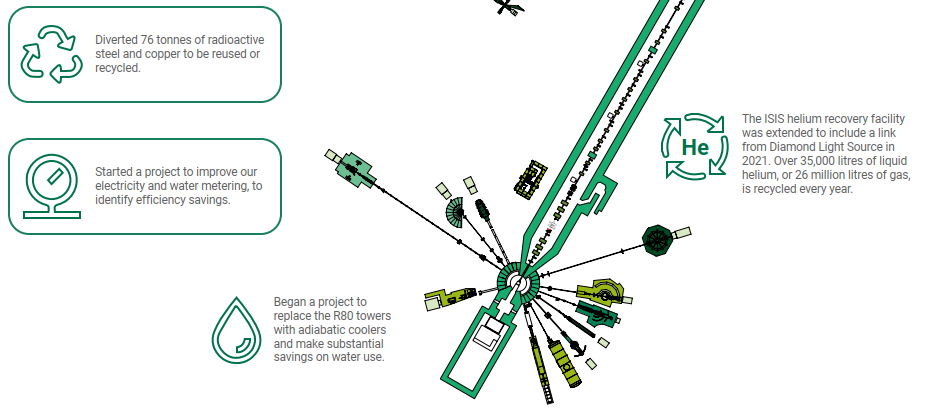 Diverted 76 tonnes of radioactive
steel and copper to be reused or
recycled.
Started a project to improve our
electricity and water metering, to
identify efficiency savings.
Began a project to
replace the R80 towers
with adiabatic coolers
and make substantial
savings on water use.
He
The ISIS helium recovery facility
was extended to include a link
from Diamond Light Source in
2021. Over 35,000 litres of liquid
helium, or 26 million litres of gas,
is recycled every year.